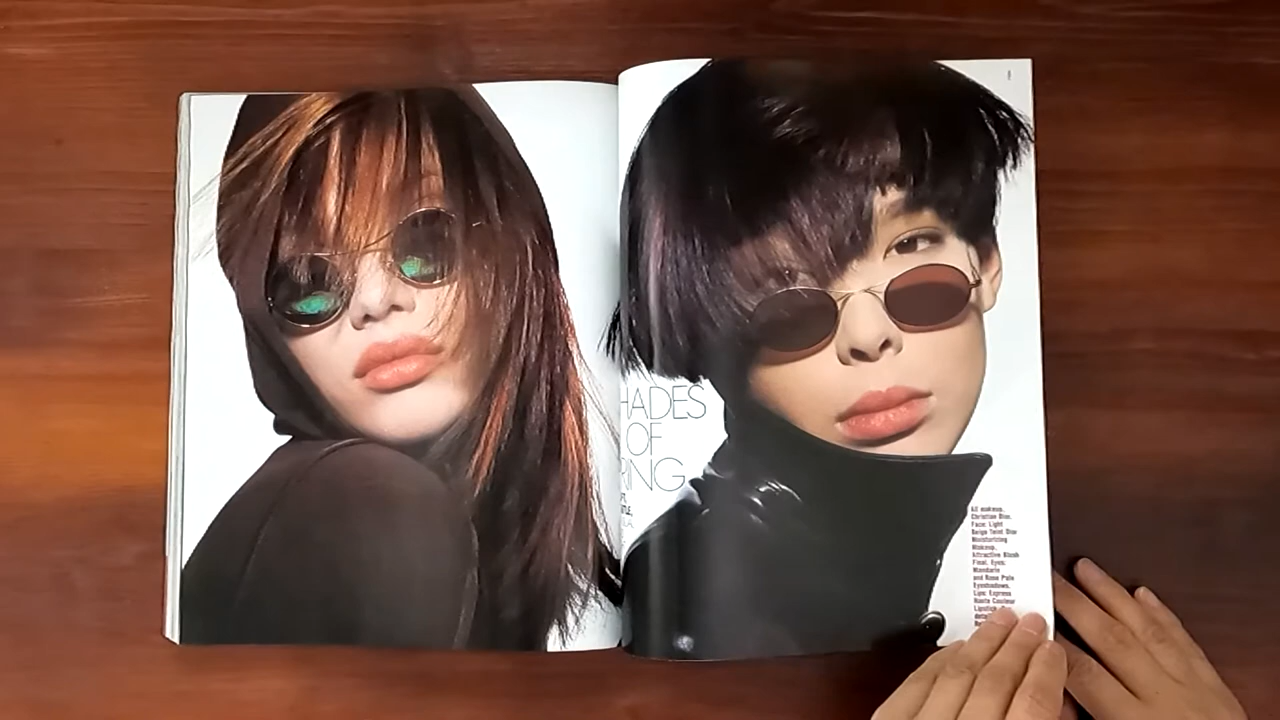 HADES
OF
RING
All makeup,
Christian Dior.
Face: Light
Beige Teint Dior
Moisturizing
Makeup,
Attractive Blush
Final. Eyes:
Mandarin
and Rose Pale
Eyeshadows.
Lips: Express
Haute Couleur
Lipstick.